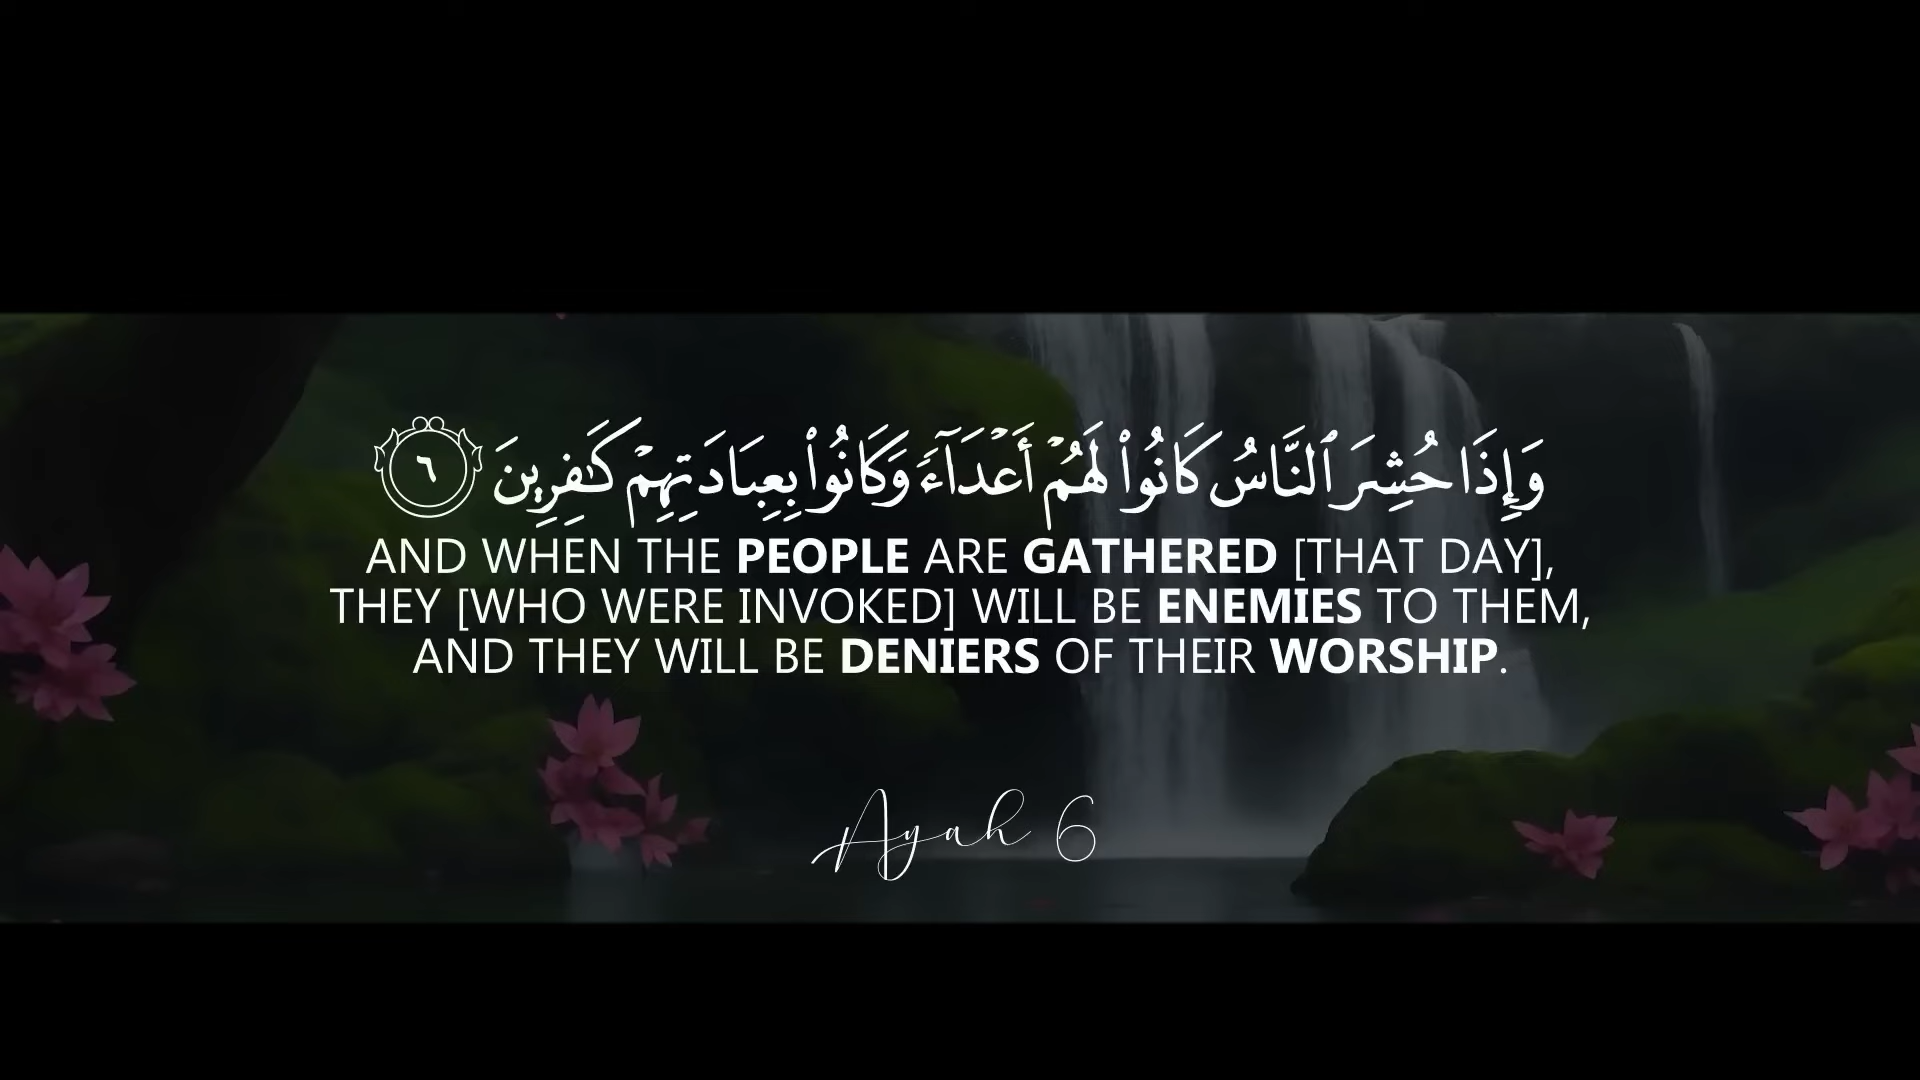 وَإِذَا حُشِرَ ٱلنَّاسُ كَانُوا۟ لَهُمْ أَعْدَآءً وَكَانُوا۟ بِعِبَادَتِهِمْ كَـٰفِرِينَ ٦
AND WHEN THE PEOPLE ARE GATHERED [THAT DAY],
THEY [WHO WERE INVOKED] WILL BE ENEMIES TO THEM,
AND THEY WILL BE DENIERS OF THEIR WORSHIP.
Ayah 6